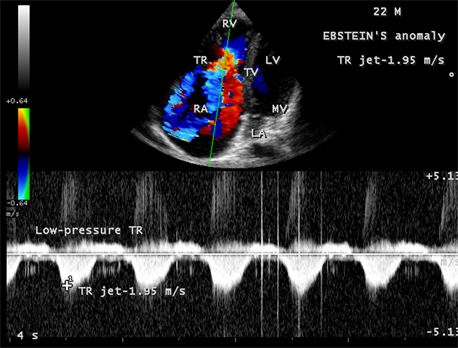 RV
22 M
EBSTEIN'S anomaly
TR
LV
TR jet-1.95 m/s
TV
+0.64
RA
MV
LA
-0.64
m/s
+5.13
Low-pressure TR
m/s
TR jet-1.95 m/s
4 s
-5.13